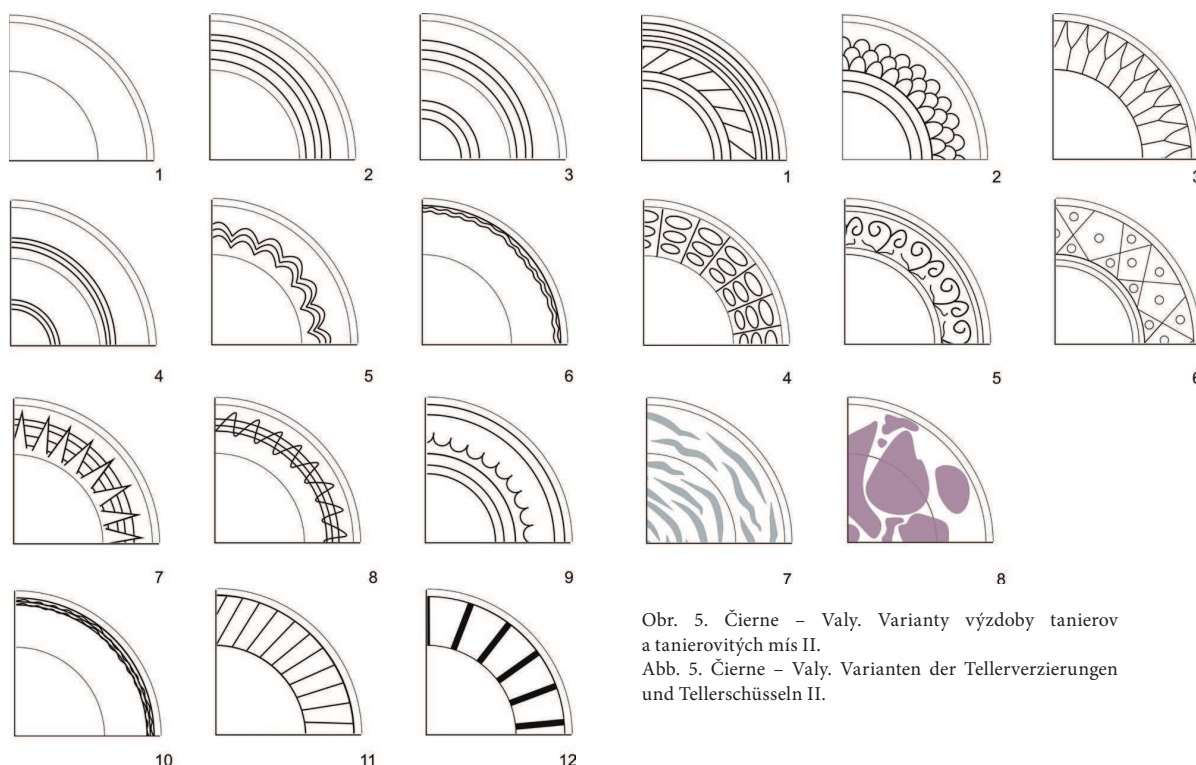 1 2 3
4 5 6
7 8 9
10 11 12
1 2 3
4 5 6
7 8
Obr. 5. Čierne – Valy. Varianty výzdoby tanierov
a tanierovitých mís II.
Abb. 5. Čierne – Valy. Varianten der Tellerverzierungen
und Tellerschüsseln II.